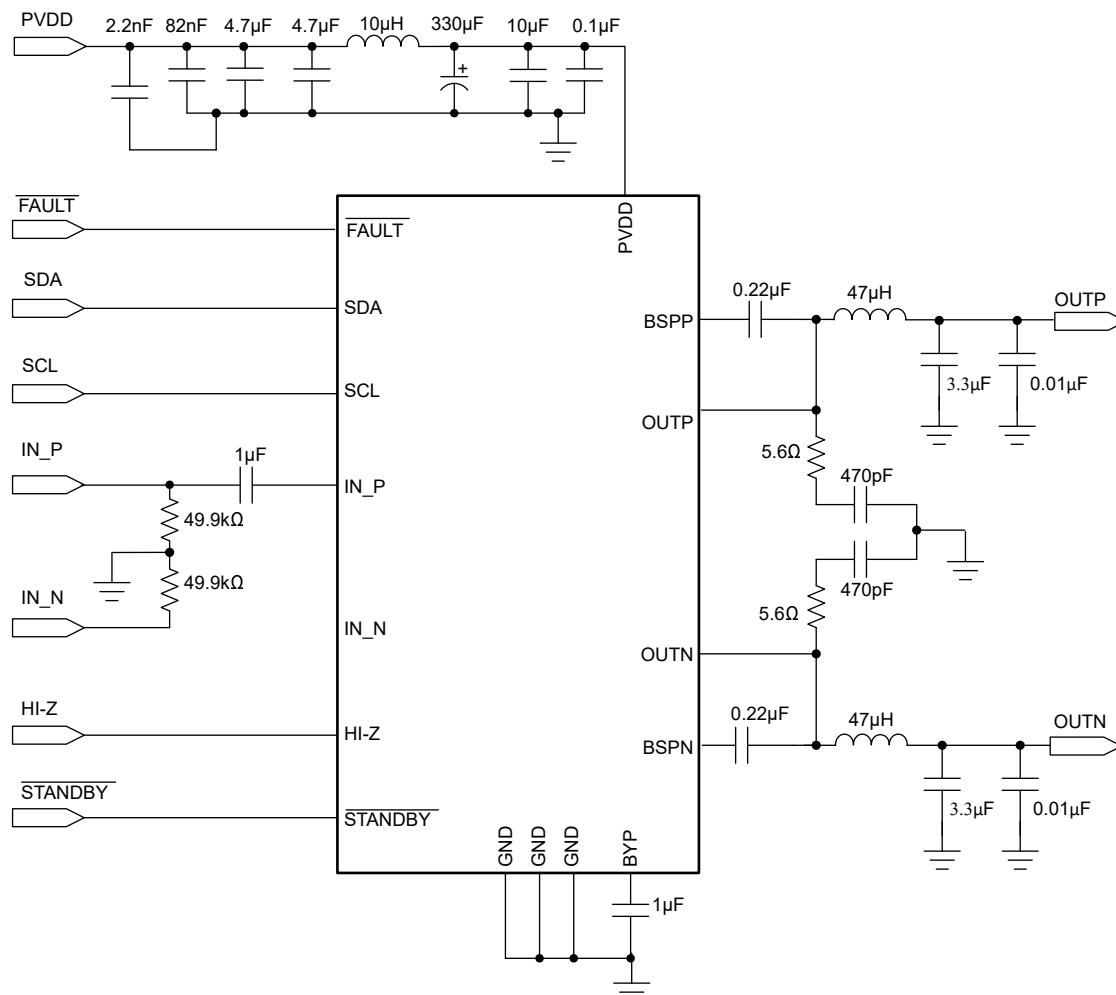 PVDD
2.2nF 82nF 4.7µF 4.7µF 10µH 330µF 10µF 0.1µF
+
FAULT
FAULT
PVDD
SDA
SDA
SCL
SCL
IN_P
1µF
IN_P
49.9kΩ
49.9kΩ
IN_N
IN_N
HI-Z
HI-Z
STANDBY
STANDBY
GND
GND
GND
BYP
1µF
BSPP
0.22µF
47µH
OUTP
3.3µF
0.01µF
OUTP
5.6Ω
470pF
470pF
5.6Ω
OUTN
0.22µF
47µH
OUTN
BSPN
3.3µF
0.01µF